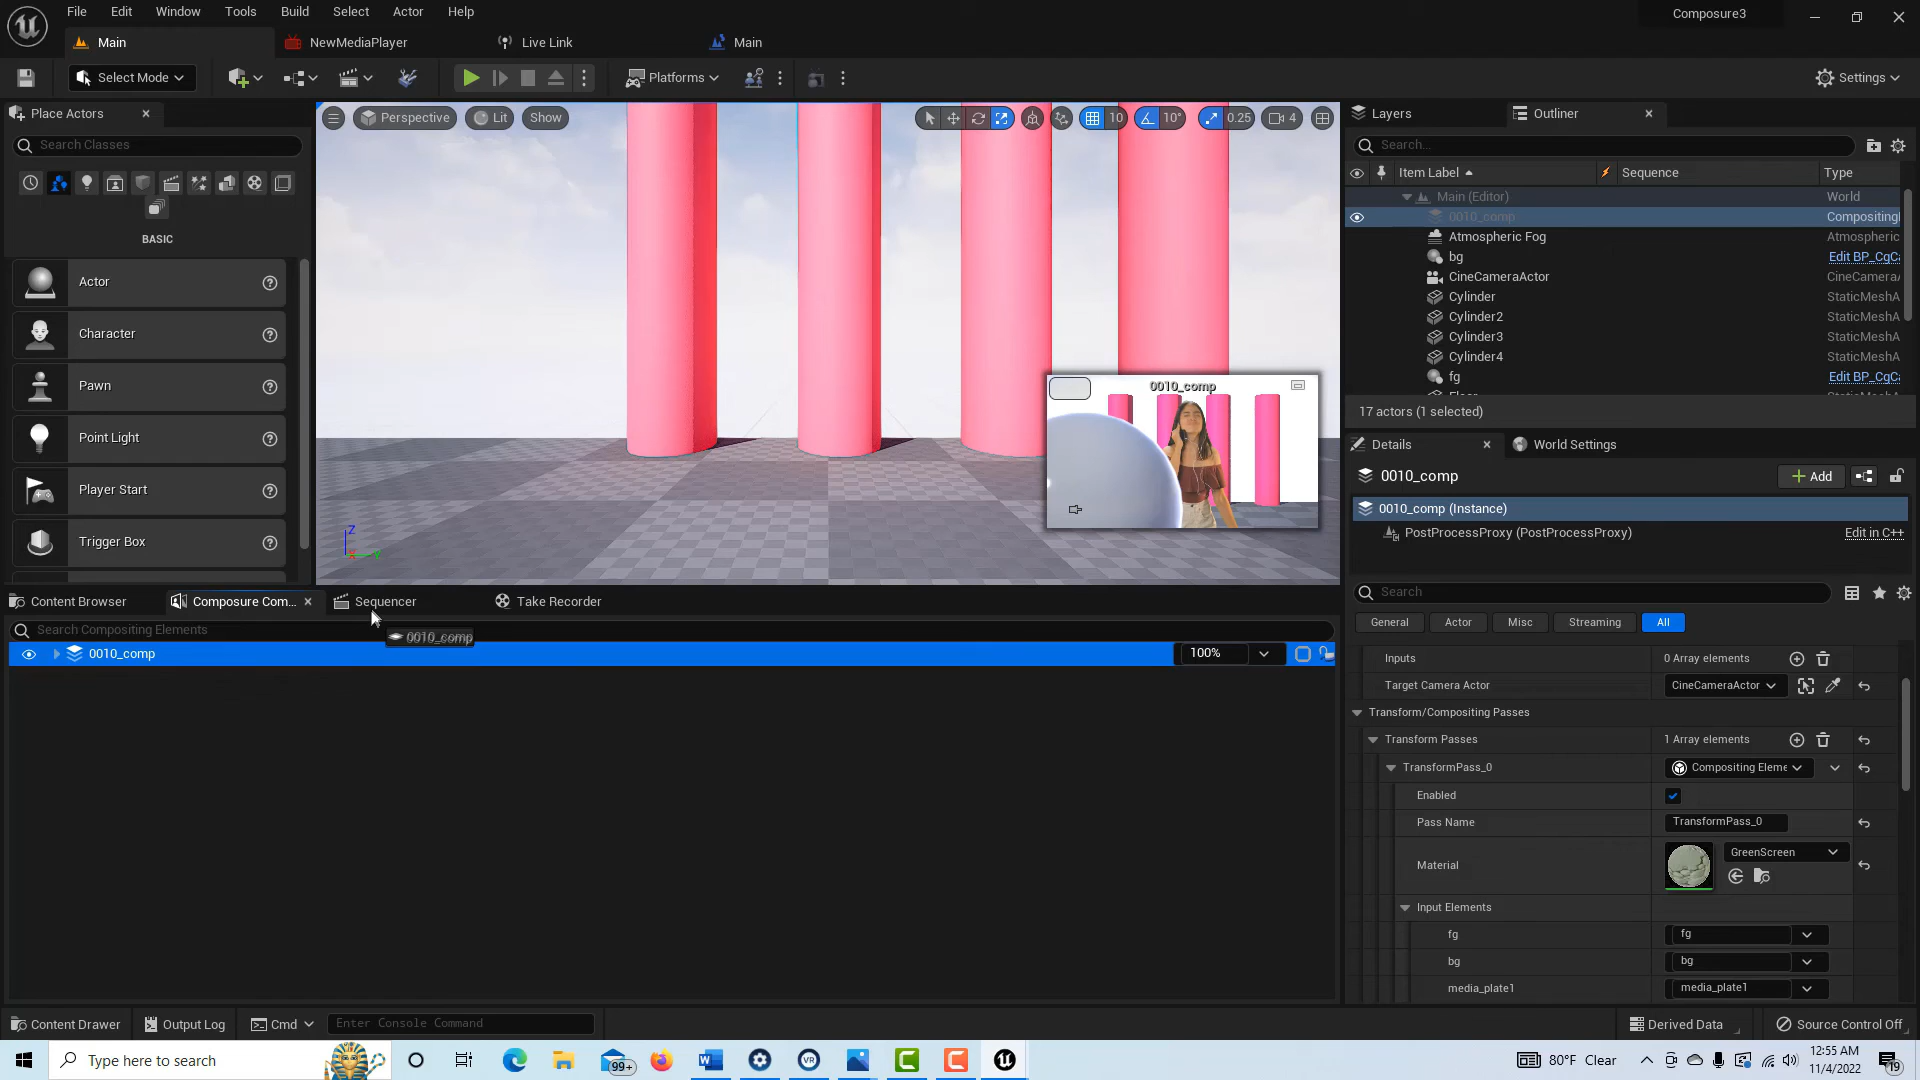 File Edit Window Tools Build Select Actor Help
Composure3
Main NewMediaPlayer Live Link Main
Select Mode Platforms Settings
Place Actors
Search Classes
BASIC
Actor
Character
Pawn
Point Light
Player Start
Trigger Box
Perspective Lit Show
10 10° 0.25 4
0010_comp
Z
X Y
Layers Outliner
Search...
Item Label Sequence Type
Main (Editor) World
0010_comp Compositing
Atmospheric Fog Atmospheric
bg Edit BP_CgC
CineCameraActor CineCamera
Cylinder StaticMeshA
Cylinder2 StaticMeshA
Cylinder3 StaticMeshA
Cylinder4 StaticMeshA
fg Edit BP_CgC
Floor
17 actors (1 selected)
Details World Settings
0010_comp Add
0010_comp (Instance)
PostProcessProxy (PostProcessProxy) Edit in C++
Search
General Actor Misc Streaming All
Inputs 0 Array elements
Target Camera Actor CineCameraActor
Transform/Compositing Passes
Transform Passes 1 Array elements
TransformPass_0 Compositing Eleme
Enabled
Pass Name TransformPass_0
Material GreenScreen
Input Elements
fg fg
bg bg
media_plate1 media_plate1
Content Browser Composure Com... Sequencer Take Recorder
Search Compositing Elements
0010_comp
0010_comp 100%
Content Drawer Output Log Cmd Enter Console Command Derived Data Source Control Off
Type here to search 99+ 80°F Clear
12:55 AM
11/4/2022
19